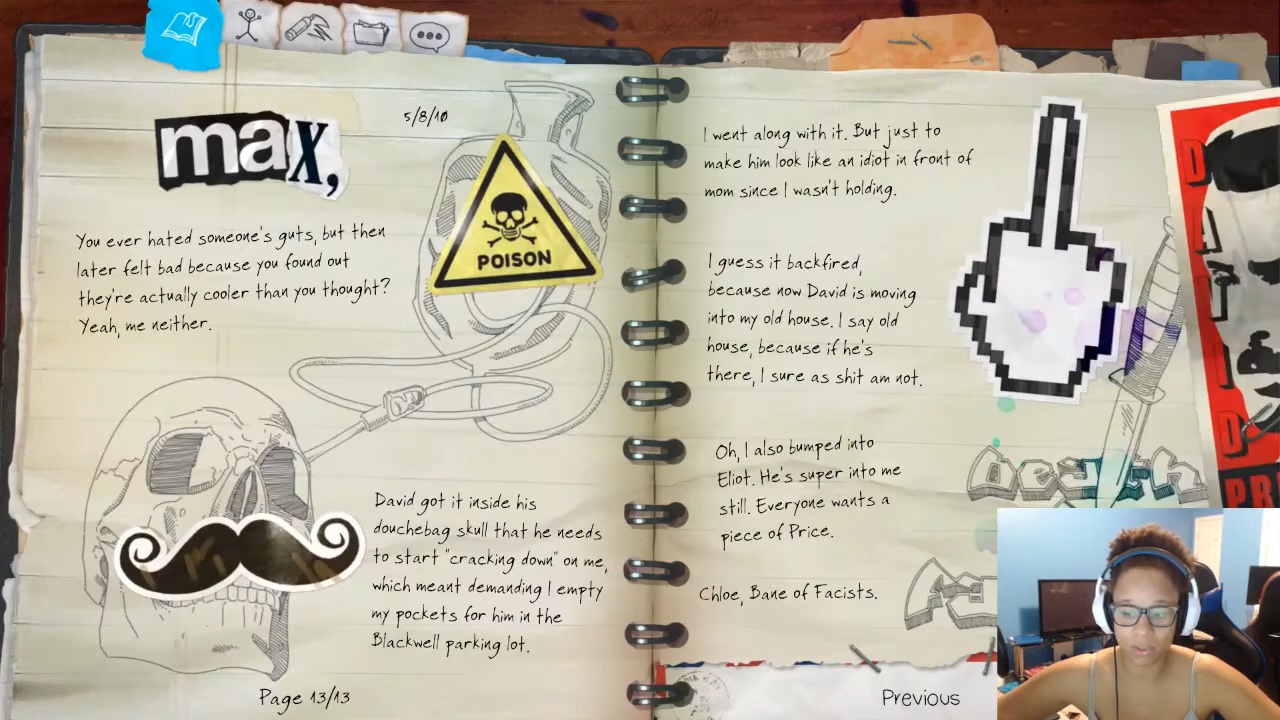 max,
5/8/10
POISON
You ever hated someone's guts, but then
later felt bad because you found out
they're actually cooler than you thought?
Yeah, me neither.
David got it inside his
douchebag skull that he needs
to start "cracking down" on me,
which meant demanding I empty
my pockets for him in the
Blackwell parking lot.
Page 13/13
I went along with it. But just to
make him look like an idiot in front of
mom since I wasn't holding.
I guess it backfired,
because now David is moving
into my old house. I say old
house, because if he's
there, I sure as shit am not.
Oh, I also bumped into
Eliot. He's super into me
still. Everyone wants a
piece of Price.
Chloe, Bane of Facists.
Death
Previous